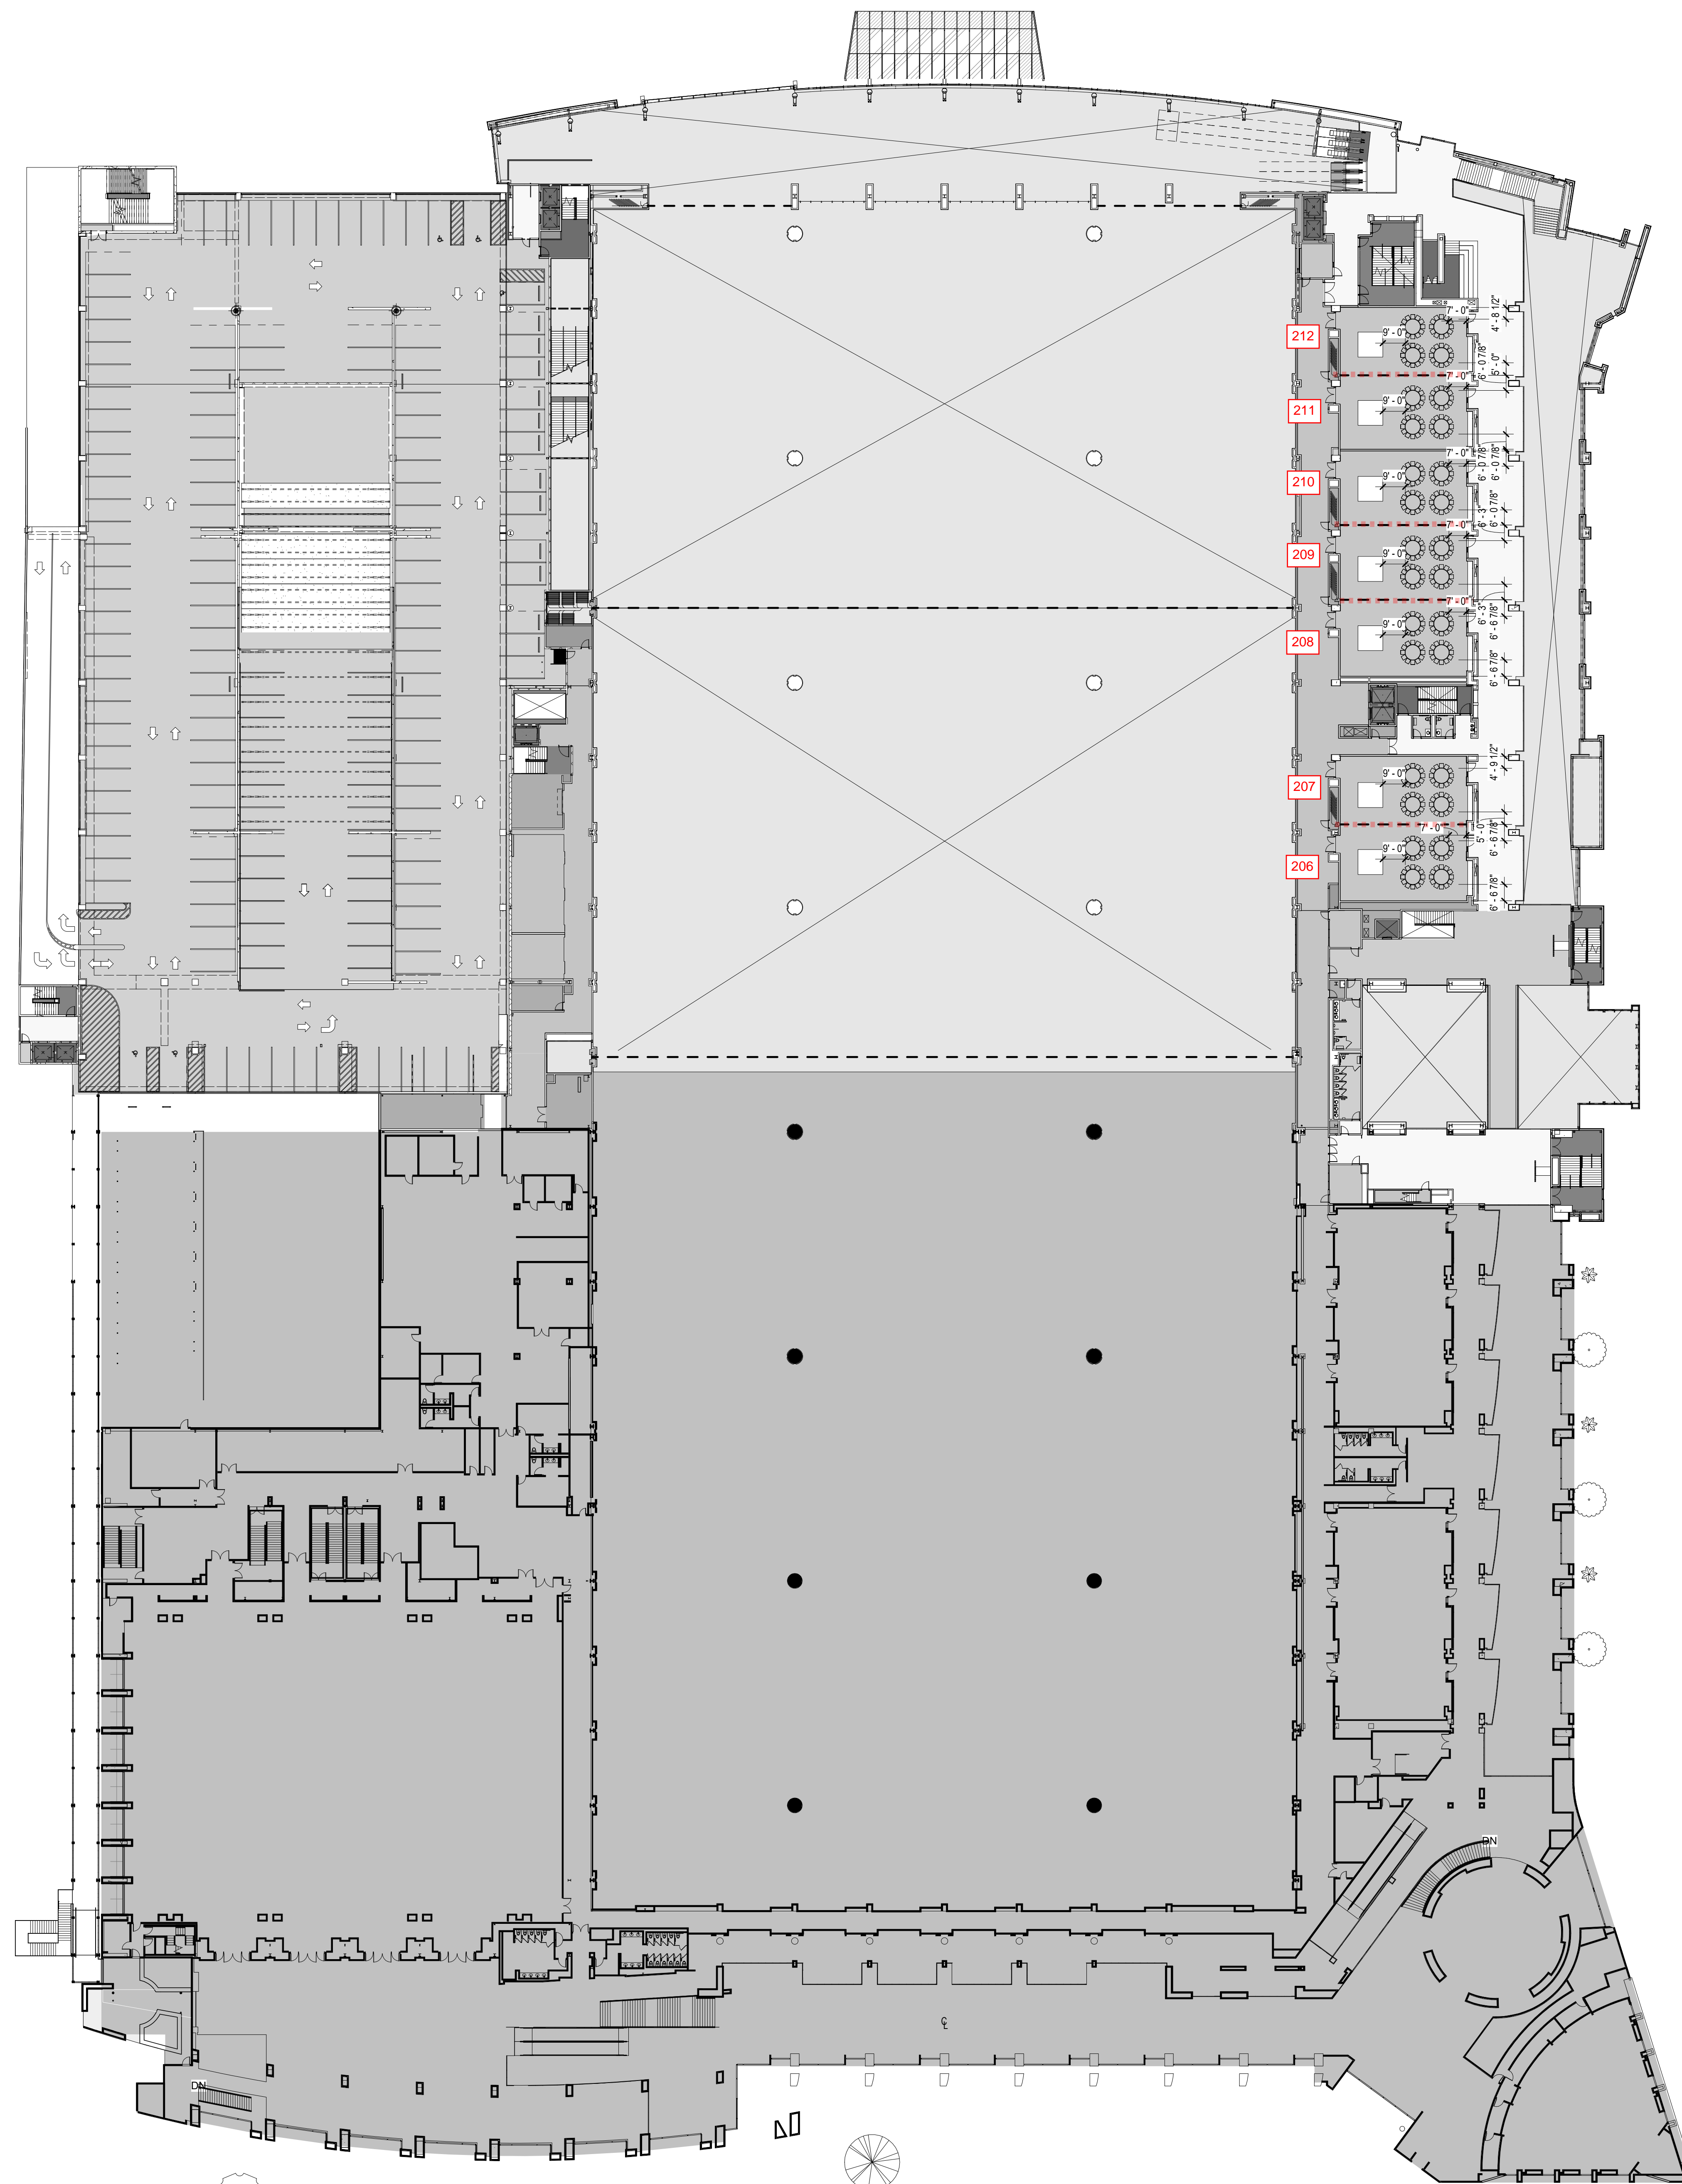 7' - 0"
4' - 8 1/2"
212
9' - 0"
6' - 0 7/8"
5' - 0"
7' - 0"
211
9' - 0"
7' - 0"
6' - 0 7/8"
6' - 0 7/8"
210
9' - 0"
6' - 3"
6' - 0 7/8"
7' - 0"
209
9' - 0"
7' - 0"
6' - 3"
6' - 6 7/8"
208
9' - 0"
6' - 6 7/8"
4' - 9 1/2"
207
9' - 0"
7' - 0"
5' - 0"
6' - 6 7/8"
206
9' - 0"
6' - 6 7/8"
DN
DN